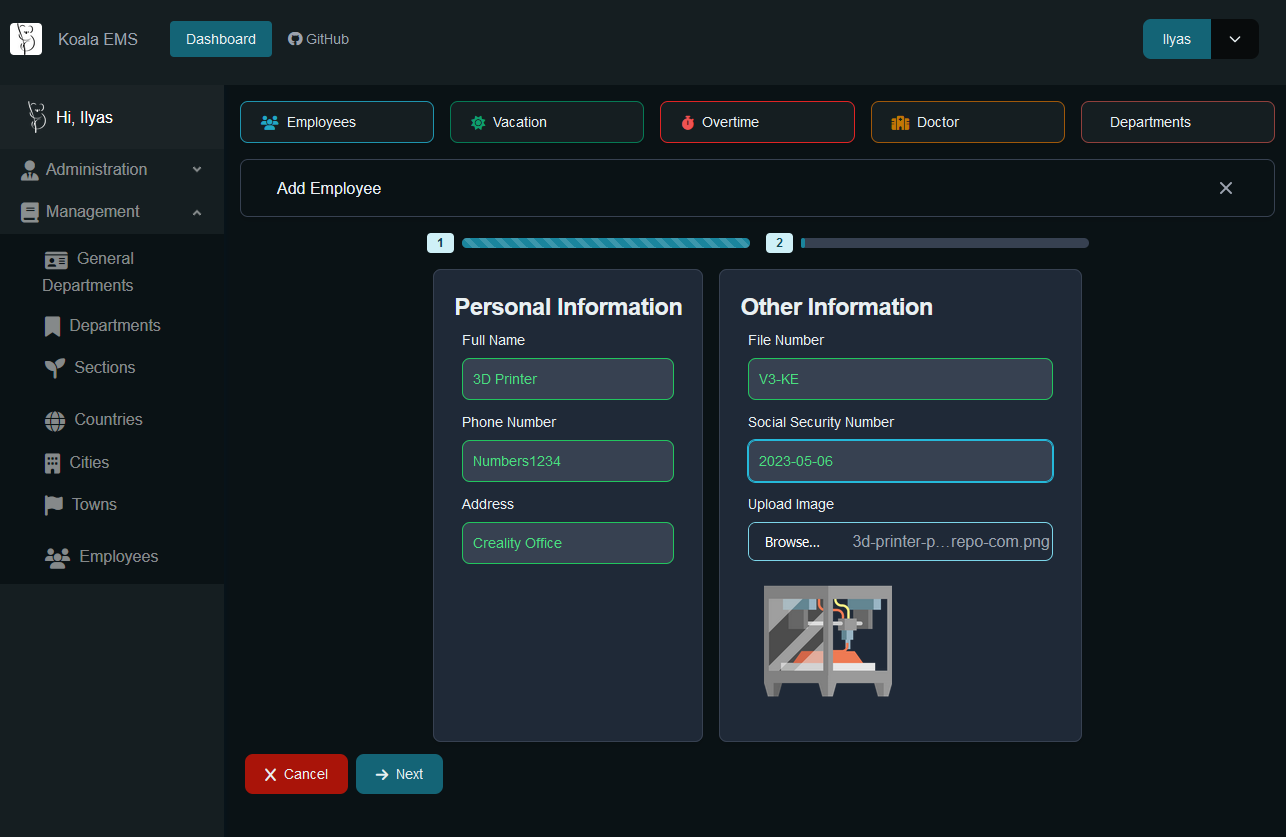 Koala EMS
Dashboard
GitHub
Ilyas
Hi, Ilyas
Administration
Management
General
Departments
Departments
Sections
Countries
Cities
Towns
Employees
Employees
Vacation
Overtime
Doctor
Departments
Add Employee
1
2
Personal Information
Full Name
3D Printer
Phone Number
Numbers1234
Address
Creality Office
Other Information
File Number
V3-KE
Social Security Number
2023-05-06
Upload Image
Browse...
3d-printer-p...repo-com.png
Cancel
Next